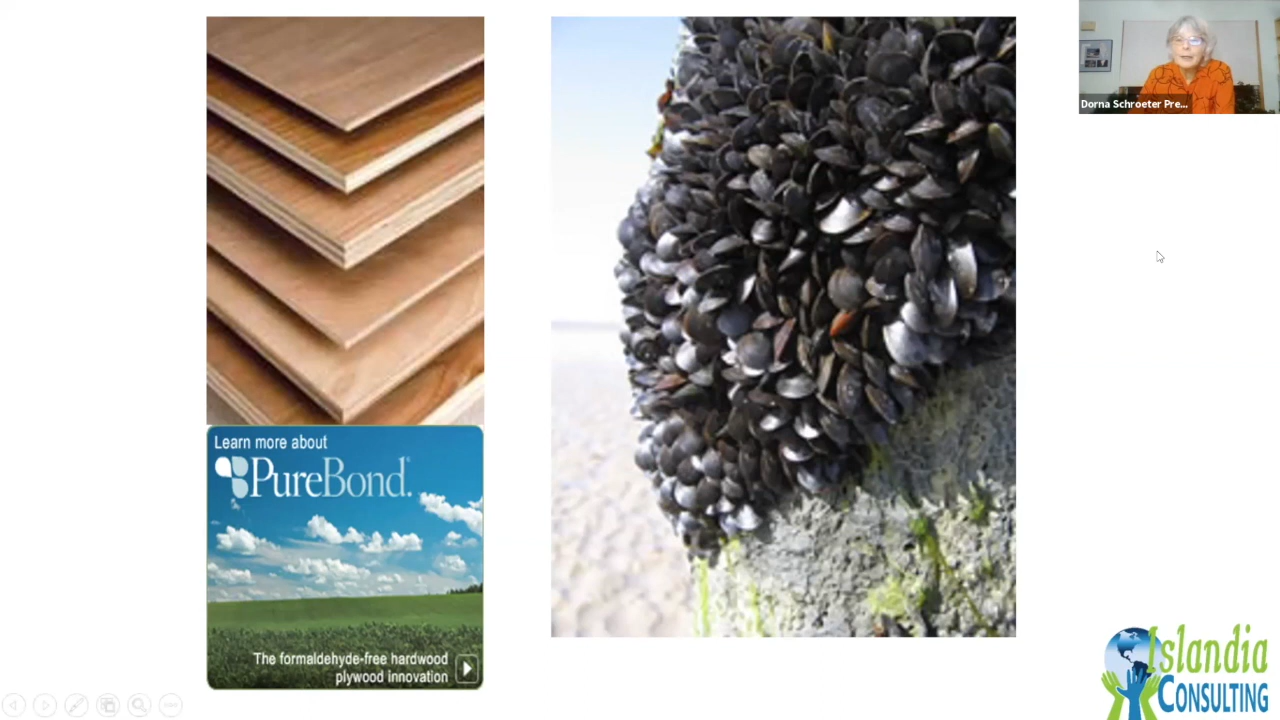 Dorna Schroeter Pre...
Learn more about
PureBond®
The formaldehyde-free hardwood
plywood innovation
Islandia
CONSULTING